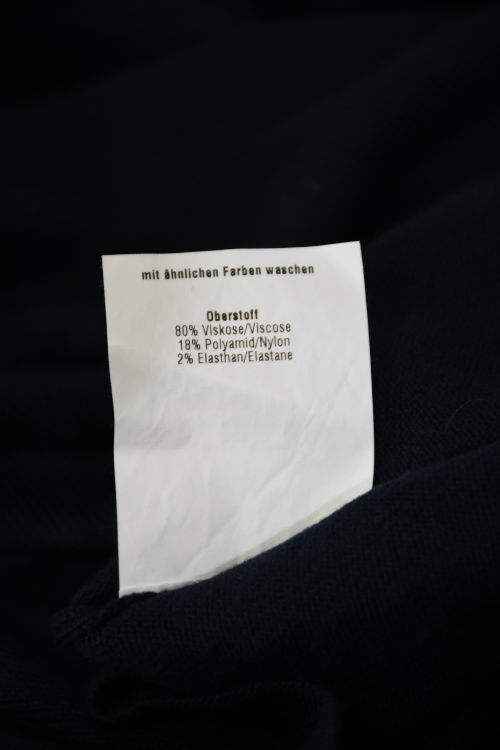 mit ähnlichen Farben waschen
Oberstoff
80% Viskose/Viscose
18% Polyamid/Nylon
2% Elasthan/Elastane